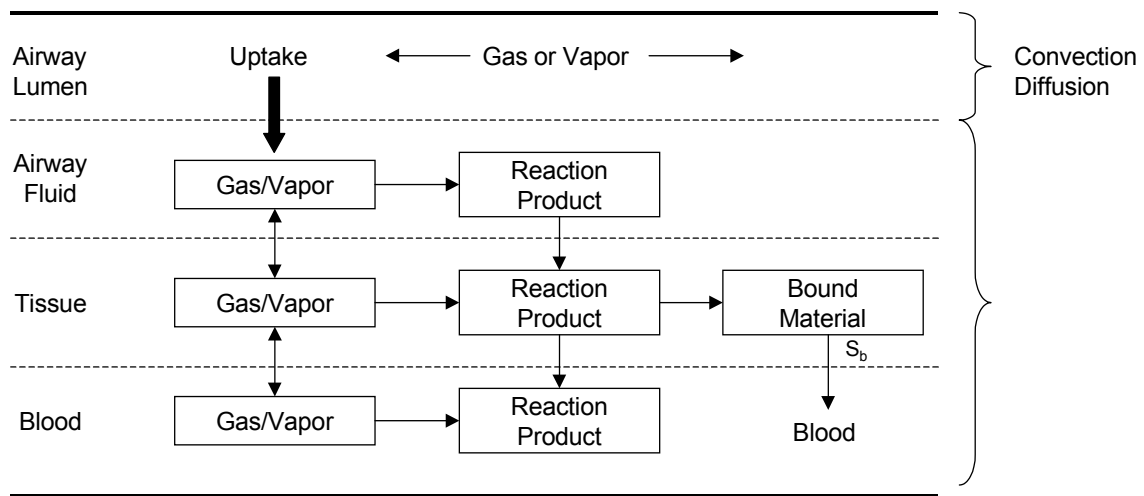 Airway
Lumen
Uptake
Gas or Vapor
Convection
Diffusion
Airway
Fluid
Gas/Vapor
Reaction
Product
Tissue
Gas/Vapor
Reaction
Product
Bound
Material
Sb
Blood
Gas/Vapor
Reaction
Product
Blood